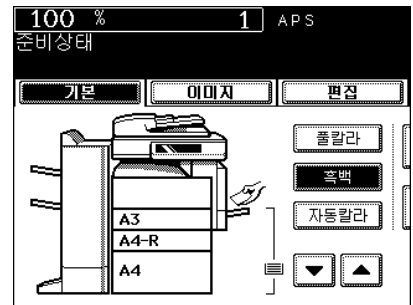 100 % 1 APS
준비상태
기본 이미지 편집
풀칼라
흑백
자동칼라
A3
A4-R
A4